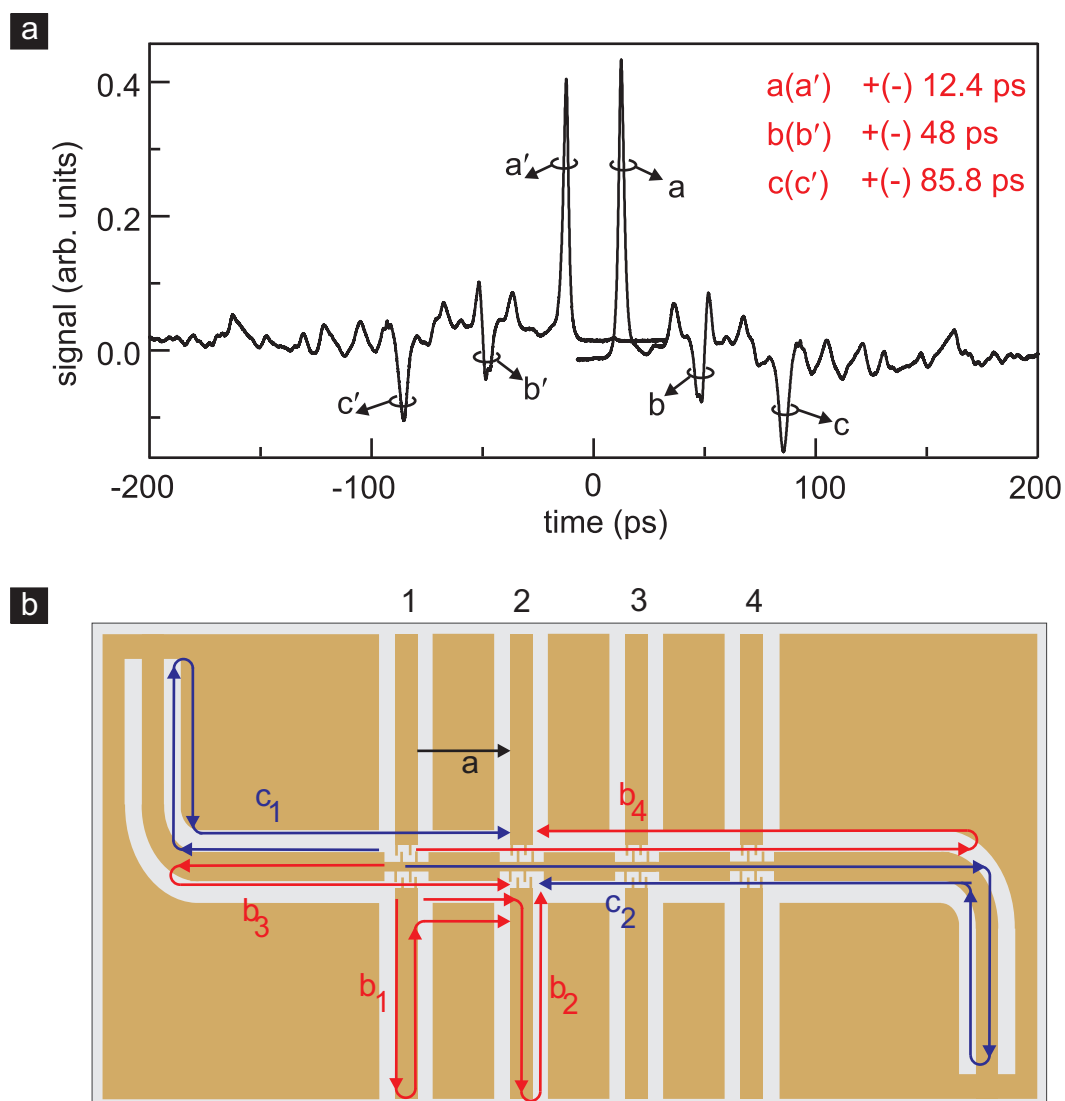 a
0.4
0.2
0.0
signal (arb. units)
a(a′) +(-) 12.4 ps
b(b′) +(-) 48 ps
c(c′) +(-) 85.8 ps
a′
a
c′
b′
b
c
-200 -100 0 100 200
time (ps)
b
1 2 3 4
a
c1
b4
b3
c2
b1
b2